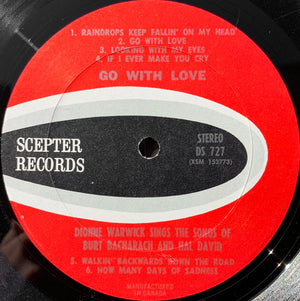 1. RAINDROPS KEEP FALLIN' ON MY HEAD
2. GO WITH LOVE
3. LOOKING WITH MY EYES
4. IF I EVER MAKE YOU CRY
GO WITH LOVE
SCEPTER
RECORDS
STEREO
DS 727
(XSM 152773)
DIONNE WARWICK SINGS THE SONGS OF
BURT BACHARACH AND HAL DAVID
5. WALKIN' BACKWARDS DOWN THE ROAD
6. HOW MANY DAYS OF SADNESS
MANUFACTURED
IN CANADA